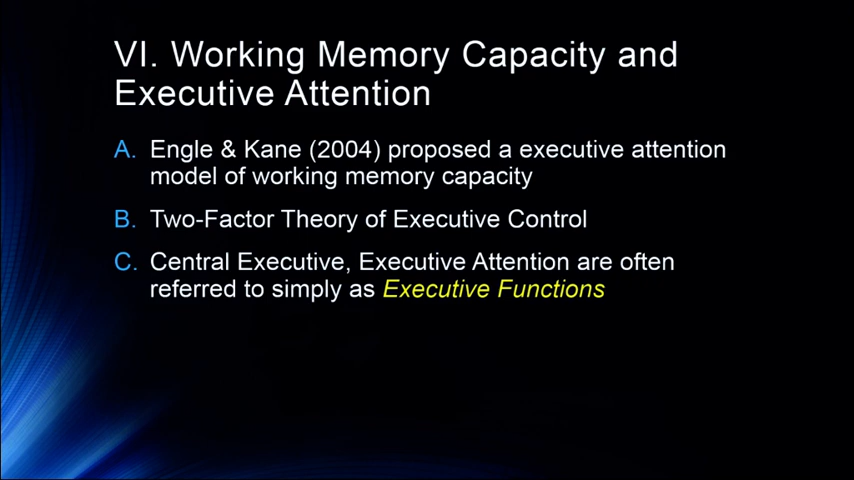 VI. Working Memory Capacity and
Executive Attention
A. Engle & Kane (2004) proposed a executive attention
model of working memory capacity
B. Two-Factor Theory of Executive Control
C. Central Executive, Executive Attention are often
referred to simply as Executive Functions